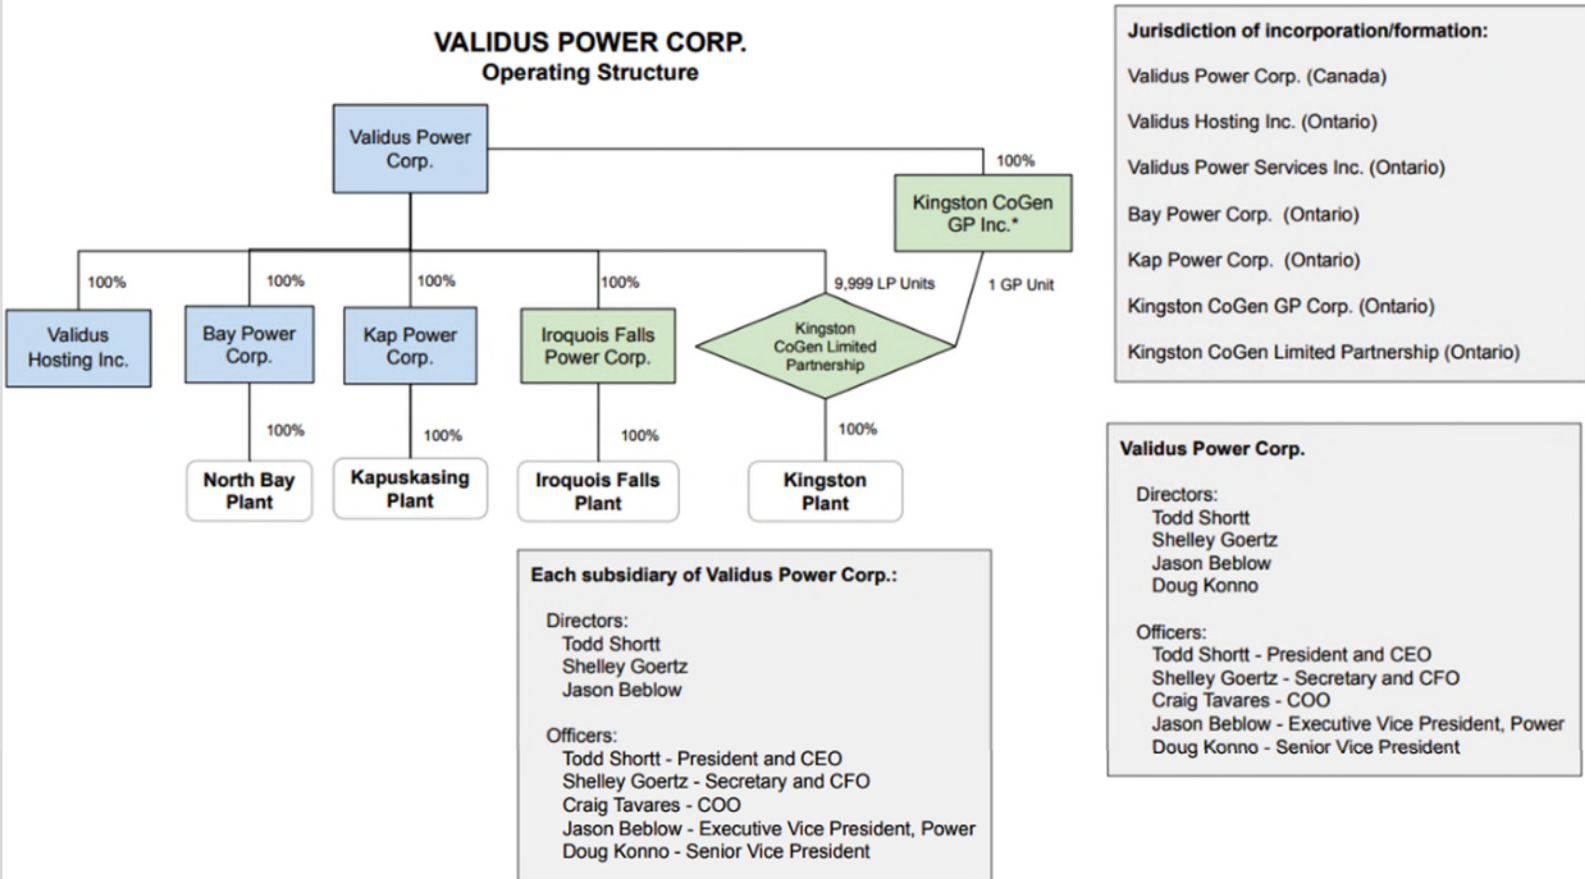 VALIDUS POWER CORP.
Operating Structure
Validus Power
Corp.
100%
Kingston CoGen
GP Inc.*
100%
100%
100%
100%
9,999 LP Units
1 GP Unit
Validus
Hosting Inc.
Bay Power
Corp.
Kap Power
Corp.
Iroquois Falls
Power Corp.
Kingston
CoGen Limited
Partnership
100%
100%
100%
100%
North Bay
Plant
Kapuskasing
Plant
Iroquois Falls
Plant
Kingston
Plant
Each subsidiary of Validus Power Corp.:
Directors:
Todd Shortt
Shelley Goertz
Jason Beblow
Officers:
Todd Shortt - President and CEO
Shelley Goertz - Secretary and CFO
Craig Tavares - COO
Jason Beblow - Executive Vice President, Power
Doug Konno - Senior Vice President
Jurisdiction of incorporation/formation:
Validus Power Corp. (Canada)
Validus Hosting Inc. (Ontario)
Validus Power Services Inc. (Ontario)
Bay Power Corp. (Ontario)
Kap Power Corp. (Ontario)
Kingston CoGen GP Corp. (Ontario)
Kingston CoGen Limited Partnership (Ontario)
Validus Power Corp.
Directors:
Todd Shortt
Shelley Goertz
Jason Beblow
Doug Konno
Officers:
Todd Shortt - President and CEO
Shelley Goertz - Secretary and CFO
Craig Tavares - COO
Jason Beblow - Executive Vice President, Power
Doug Konno - Senior Vice President